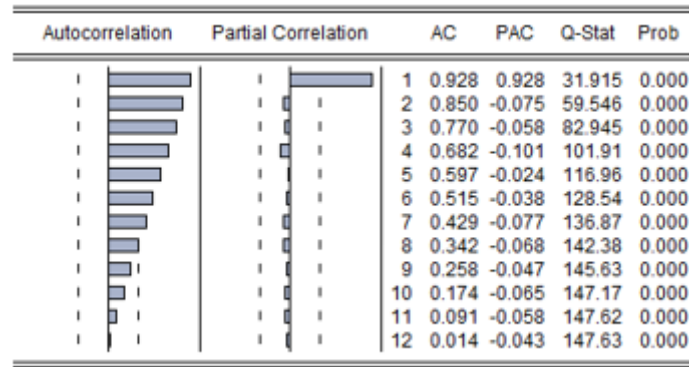 Autocorrelation Partial Correlation AC PAC Q-Stat Prob
1 0.928 0.928 31.915 0.000
2 0.850 -0.075 59.546 0.000
3 0.770 -0.058 82.945 0.000
4 0.682 -0.101 101.91 0.000
5 0.597 -0.024 116.96 0.000
6 0.515 -0.038 128.54 0.000
7 0.429 -0.077 136.87 0.000
8 0.342 -0.068 142.38 0.000
9 0.258 -0.047 145.63 0.000
10 0.174 -0.065 147.17 0.000
11 0.091 -0.058 147.62 0.000
12 0.014 -0.043 147.63 0.000